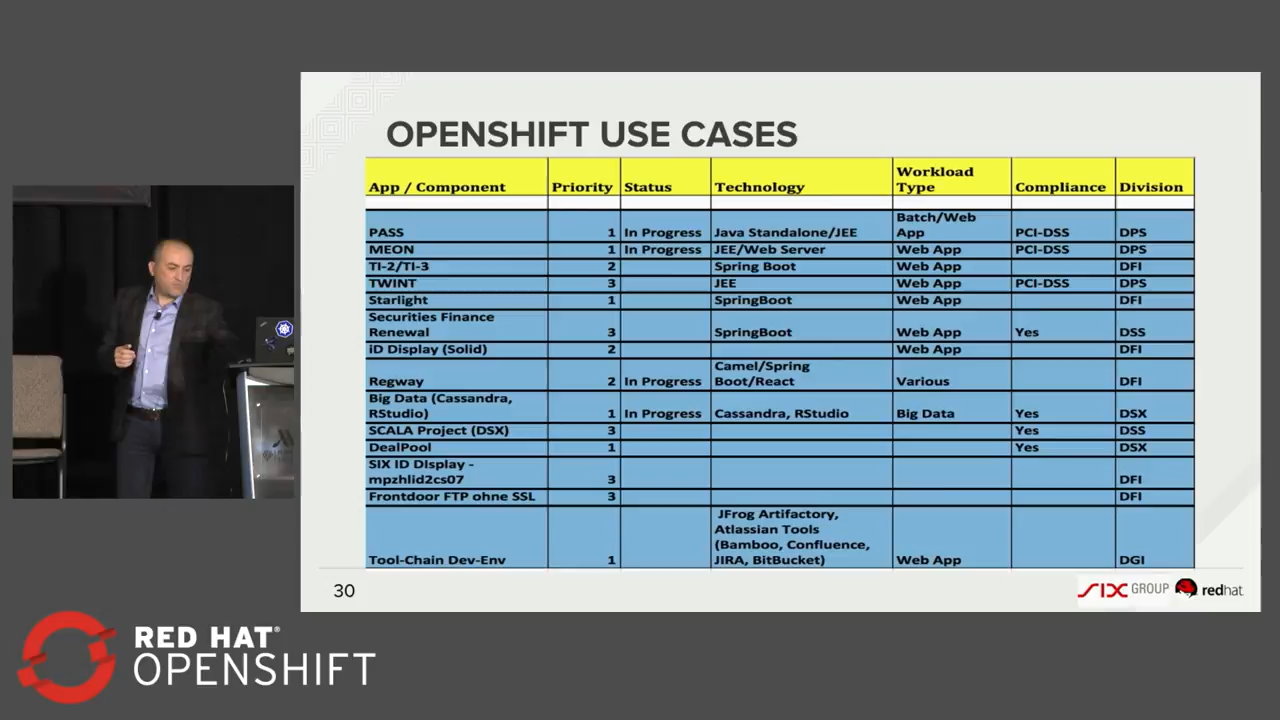 OPENSHIFT USE CASES
App / Component Priority Status Technology Workload Type Compliance Division
PASS 1 In Progress Java Standalone/JEE Batch/Web App PCI-DSS DPS
MEON 1 In Progress JEE/Web Server Web App PCI-DSS DPS
TI-2/TI-3 2 Spring Boot Web App DFI
TWINT 3 JEE Web App PCI-DSS DPS
Starlight 1 SpringBoot Web App DFI
Securities Finance Renewal 3 SpringBoot Web App Yes DSS
iD Display (Solid) 2 Web App DFI
Regway 2 In Progress Camel/Spring Boot/React Various DFI
Big Data (Cassandra, RStudio) 1 In Progress Cassandra, RStudio Big Data Yes DSX
SCALA Project (DSX) 3 Yes DSS
DealPool 1 Yes DSX
SIX ID DIsplay - mpzhlid2cs07 3 DFI
Frontdoor FTP ohne SSL 3 DFI
Tool-Chain Dev-Env 1 JFrog Artifactory, Atlassian Tools (Bamboo, Confluence, JIRA, BitBucket) Web App DGI
30
SIX GROUP redhat
RED HAT®
OPENSHIFT